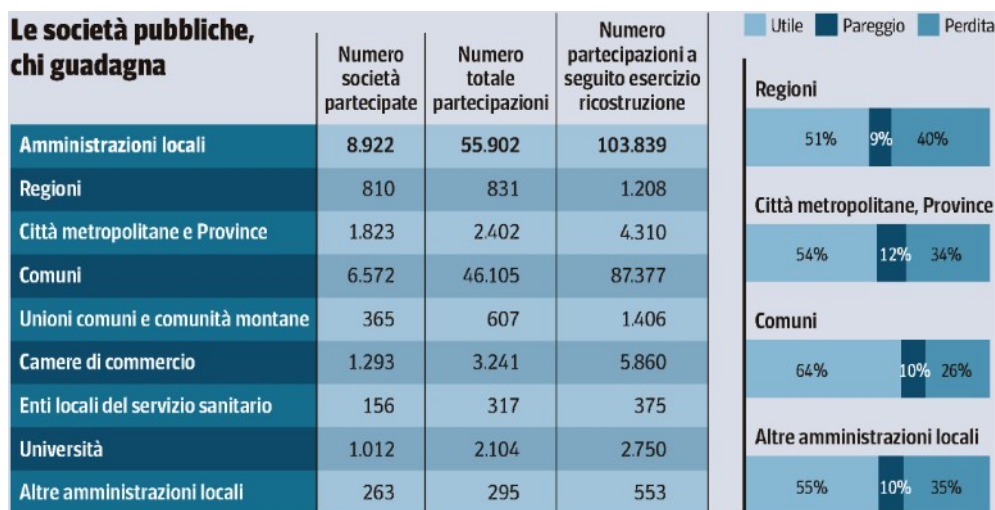 Le società pubbliche,
chi guadagna
Numero
società
partecipate
Numero
totale
partecipazioni
Numero
partecipazioni a
seguito esercizio
ricostruzione
Amministrazioni locali 8.922 55.902 103.839
Regioni 810 831 1.208
Città metropolitane e Province 1.823 2.402 4.310
Comuni 6.572 46.105 87.377
Unioni comuni e comunità montane 365 607 1.406
Camere di commercio 1.293 3.241 5.860
Enti locali del servizio sanitario 156 317 375
Università 1.012 2.104 2.750
Altre amministrazioni locali 263 295 553
Utile Pareggio Perdita
Regioni
51% 9% 40%
Città metropolitane, Province
54% 12% 34%
Comuni
64% 10% 26%
Altre amministrazioni locali
55% 10% 35%